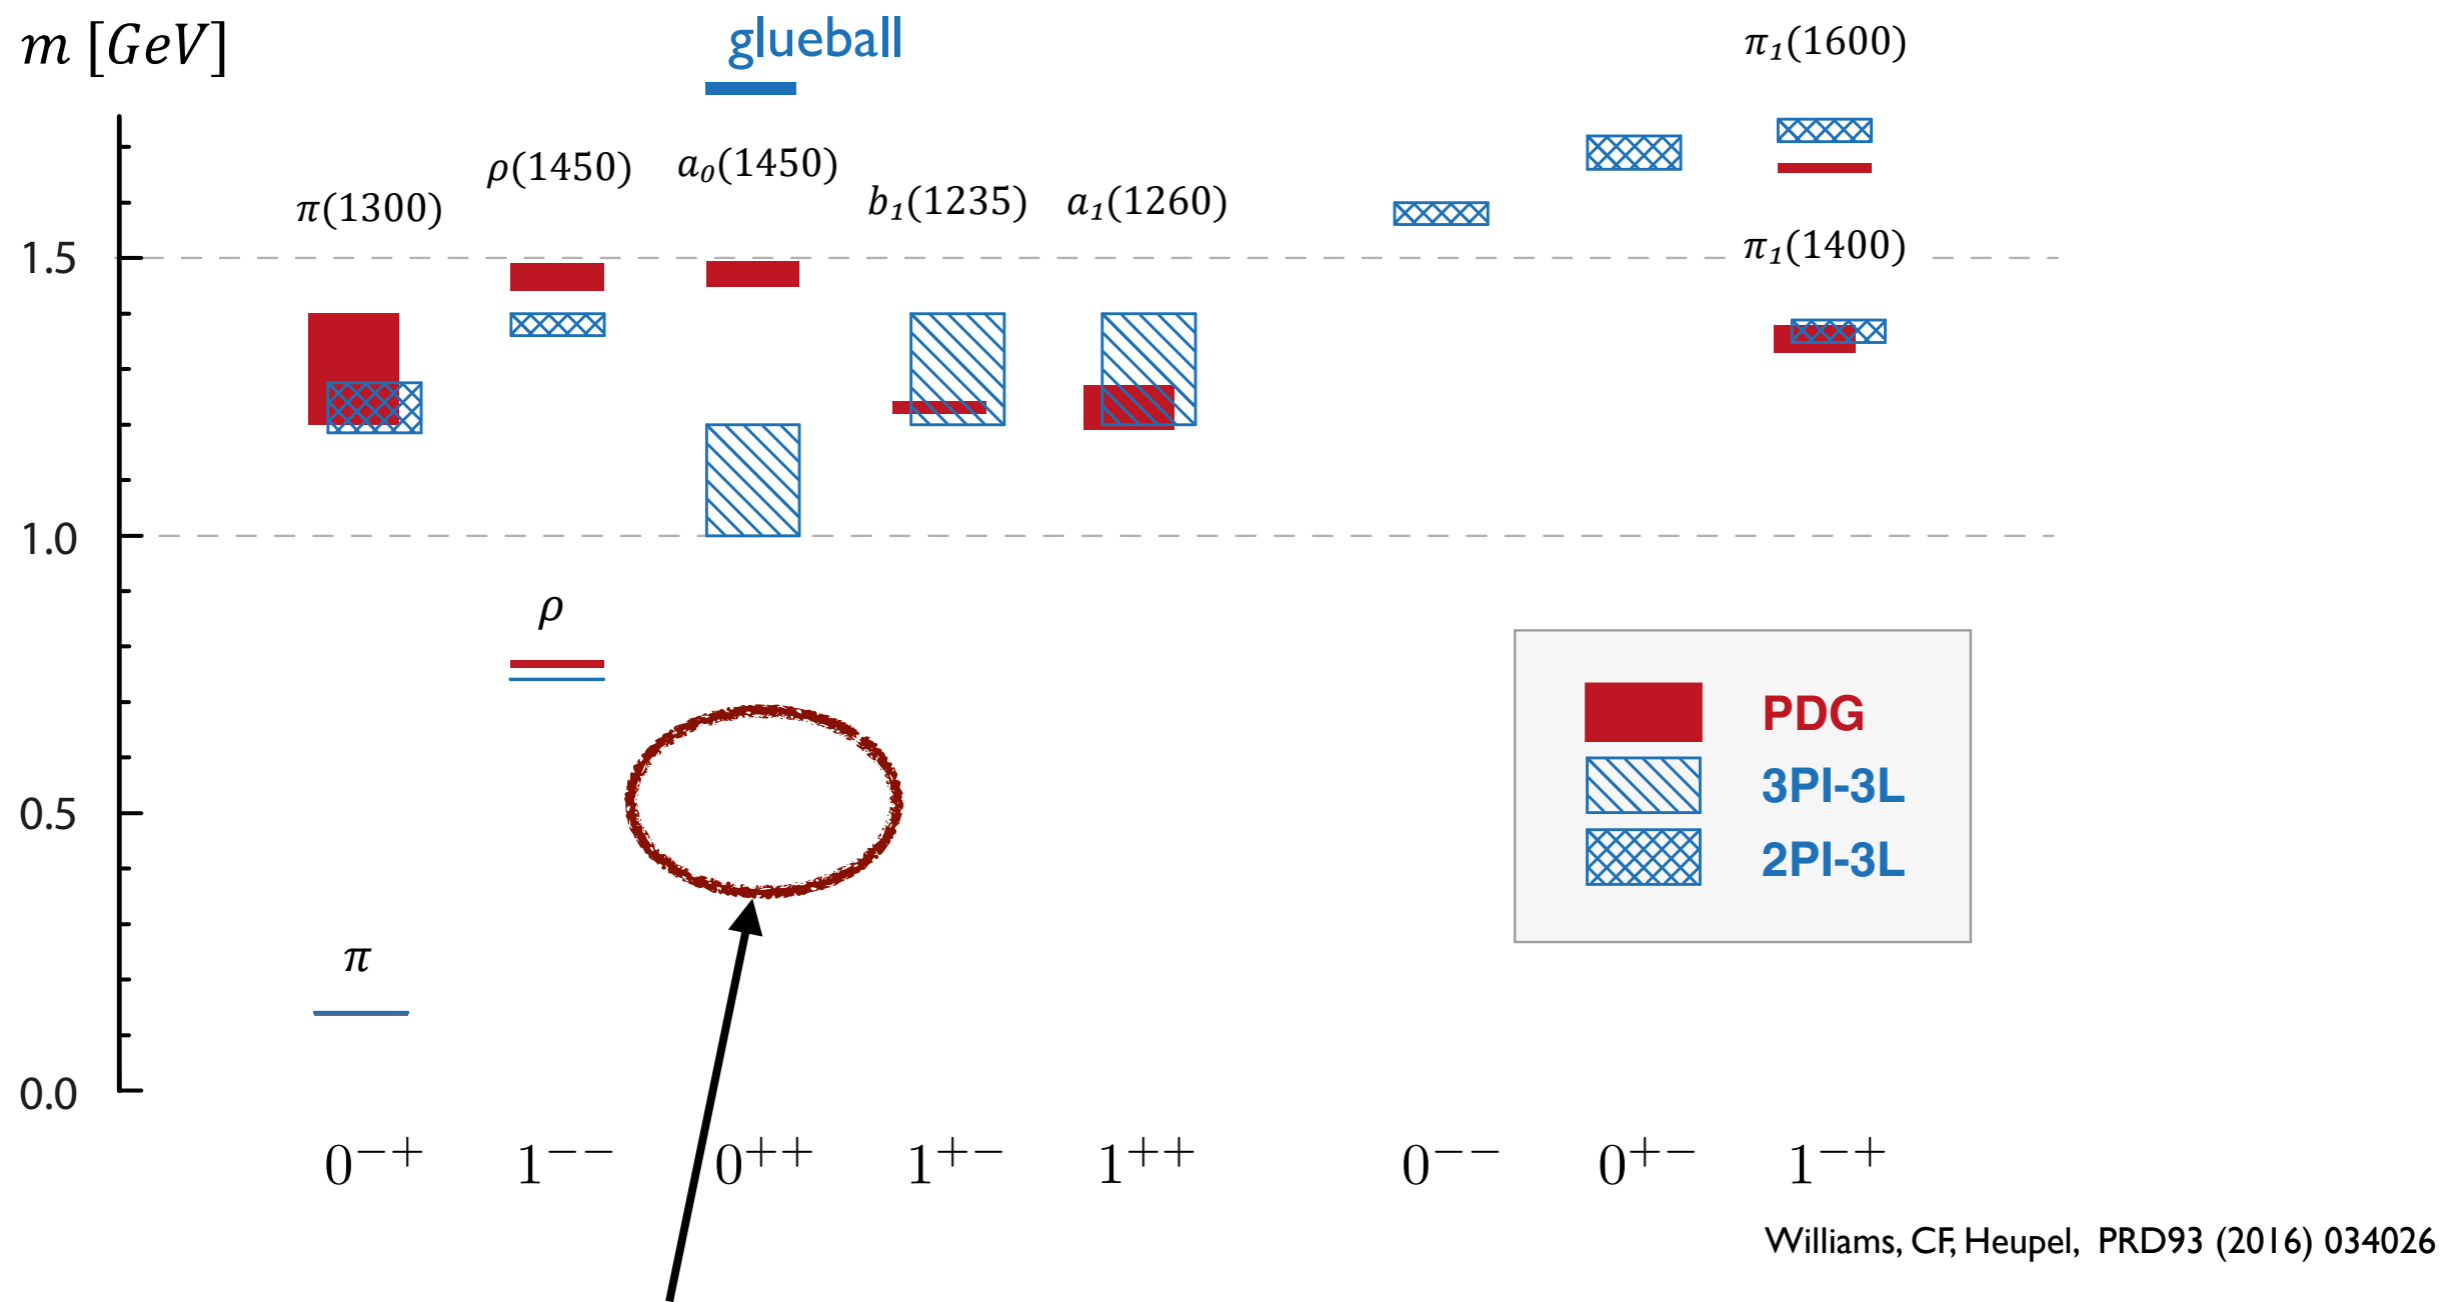 m [GeV]
glueball
π₁(1600)
ρ(1450)
a₀(1450)
π(1300)
b₁(1235)
a₁(1260)
1.5
π₁(1400)
1.0
ρ
PDG
3PI-3L
0.5
2PI-3L
π
0.0
0⁻⁺ 1⁻⁻ 0⁺⁺ 1⁺⁻ 1⁺⁺ 0⁻⁻ 0⁺⁻ 1⁻⁺
Williams, CF, Heupel, PRD93 (2016) 034026